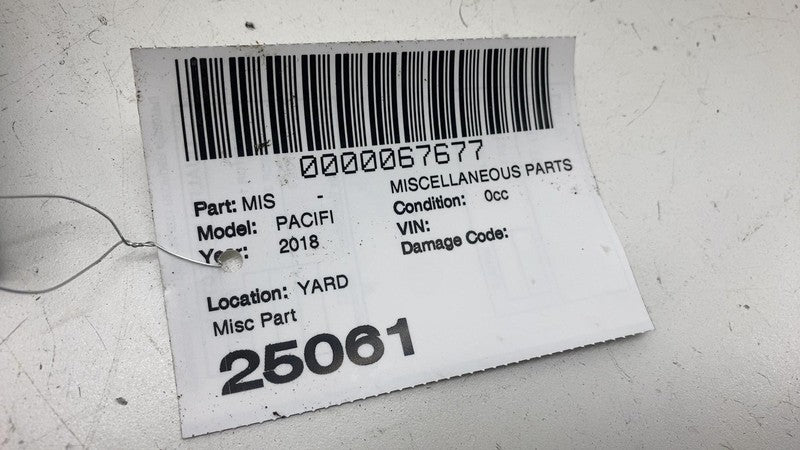 0000067677
Part: MIS - MISCELLANEOUS PARTS
Model: PACIFI Condition: 0cc
Year: 2018 VIN:
Damage Code:
Location: YARD
Misc Part
25061